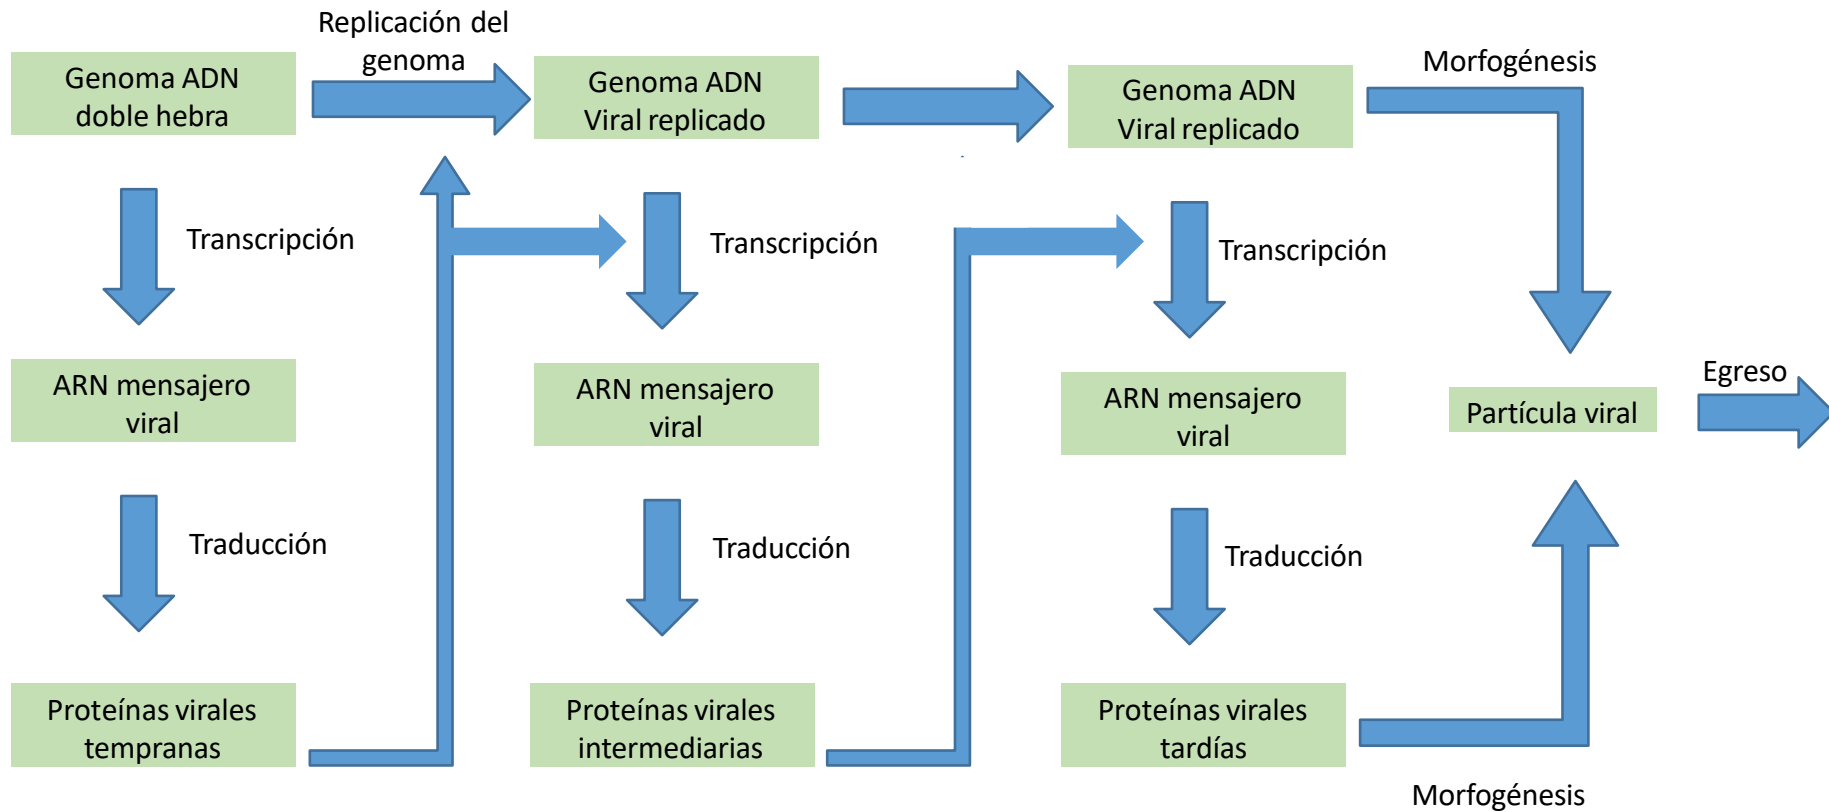 Replicación del
genoma
Genoma ADN
doble hebra
Genoma ADN
Viral replicado
Genoma ADN
Viral replicado
Morfogénesis
Transcripción
Transcripción
Transcripción
ARN mensajero
viral
ARN mensajero
viral
ARN mensajero
viral
Partícula viral
Egreso
Traducción
Traducción
Traducción
Proteínas virales
tempranas
Proteínas virales
intermediarias
Proteínas virales
tardías
Morfogénesis